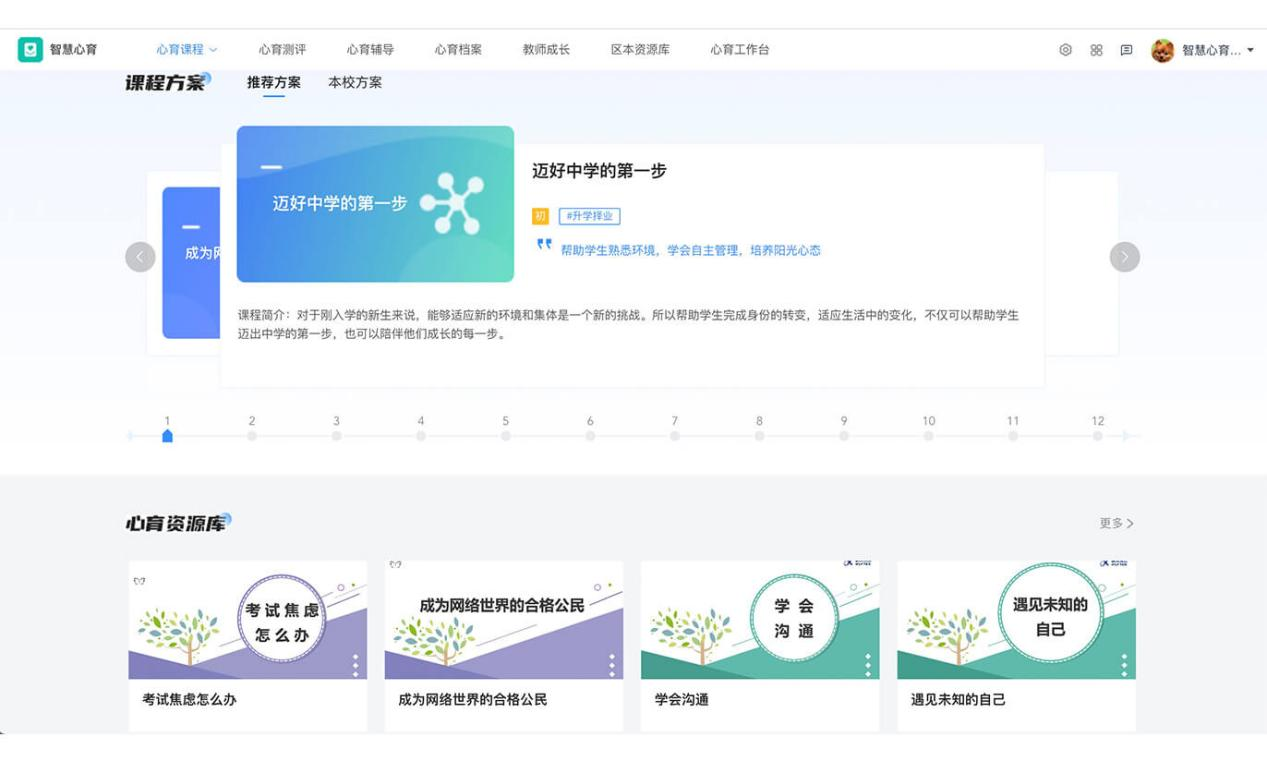 智慧心育
心育课程
心育测评
心育辅导
心育档案
教师成长
区本资源库
心育工作台
智慧心育...
课程方案
推荐方案
本校方案
成为网
迈好中学的第一步
迈好中学的第一步
初
#升学择业
帮助学生熟悉环境，学会自主管理，培养阳光心态
课程简介：对于刚入学的新生来说，能够适应新的环境和集体是一个新的挑战。所以帮助学生完成身份的转变，适应生活中的变化，不仅可以帮助学生
迈出中学的第一步，也可以陪伴他们成长的每一步。
1 2 3 4 5 6 7 8 9 10 11 12
心育资源库
更多
考试焦虑
怎么办
成为网络世界的合格公民
学会
沟通
遇见未知的
自己
考试焦虑怎么办
成为网络世界的合格公民
学会沟通
遇见未知的自己